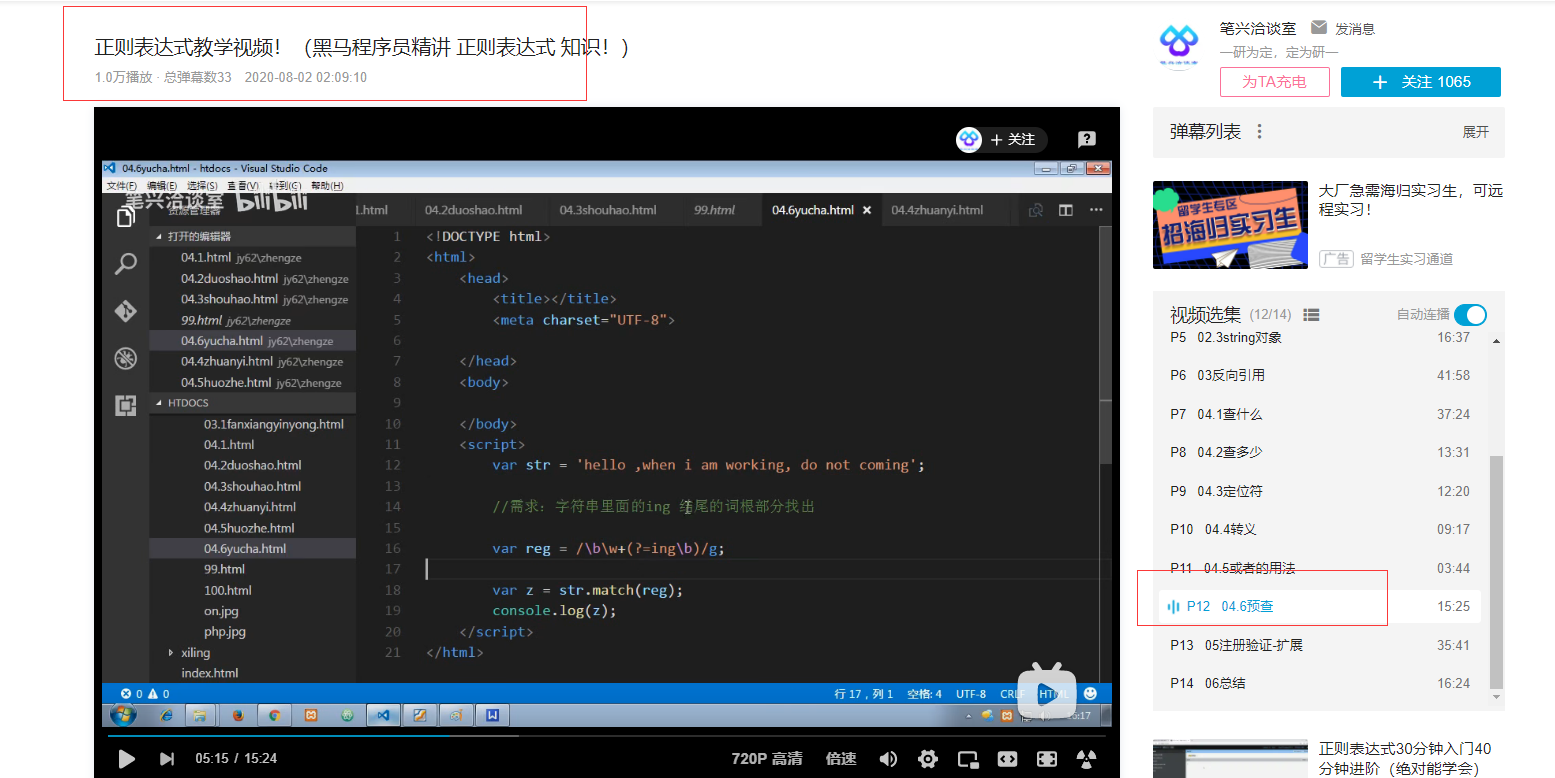 正则表达式教学视频！（黑马程序员精讲 正则表达式 知识！）
1.0万播放 · 总弹幕数33 2020-08-02 02:09:10
笔兴洽谈室 发消息
一研为定，定为研一
为TA充电
+ 关注 1065
弹幕列表 展开
+ 关注
04.6yucha.html - htdocs - Visual Studio Code
文件(F) 编辑(E) 选择(S) 查看(V) 转到(G) 帮助(H)
笔兴洽谈室 bilibili
资源管理器
1.html 04.2duoshao.html 04.3shouhao.html 99.html 04.6yucha.html 04.4zhuanyi.html
打开的编辑器
04.1.html jy62\zhengze
04.2duoshao.html jy62\zhengze
04.3shouhao.html jy62\zhengze
99.html jy62\zhengze
04.6yucha.html jy62\zhengze
04.4zhuanyi.html jy62\zhengze
04.5huozhe.html jy62\zhengze
HTDOCS
03.1fanxiangyinyong.html
04.1.html
04.2duoshao.html
04.3shouhao.html
04.4zhuanyi.html
04.5huozhe.html
04.6yucha.html
99.html
100.html
on.jpg
php.jpg
xiling
index.html
1 <!DOCTYPE html>
2 <html>
3 <head>
4 <title></title>
5 <meta charset="UTF-8">
6
7 </head>
8 <body>
9
10 </body>
11 <script>
12 var str = 'hello ,when i am working, do not coming';
13
14 //需求：字符串里面的ing 结尾的词根部分找出
15
16 var reg = /\b\w+(?=ing\b)/g;
17
18 var z = str.match(reg);
19 console.log(z);
20 </script>
21 </html>
0 0
行 17，列 1 空格: 4 UTF-8 CRLF HTML
16:17
05:15 / 15:24 720P 高清 倍速
大厂急需海归实习生，可远
程实习！
留学生专区
招海归实习生
广告 留学生实习通道
视频选集 (12/14) 自动连播
P5 02.3string对象 16:37
P6 03反向引用 41:58
P7 04.1查什么 37:24
P8 04.2查多少 13:31
P9 04.3定位符 12:20
P10 04.4转义 09:17
P11 04.5或者的用法 03:44
P12 04.6预查 15:25
P13 05注册验证-扩展 35:41
P14 06总结 16:24
正则表达式30分钟入门40
分钟进阶（绝对能学会）